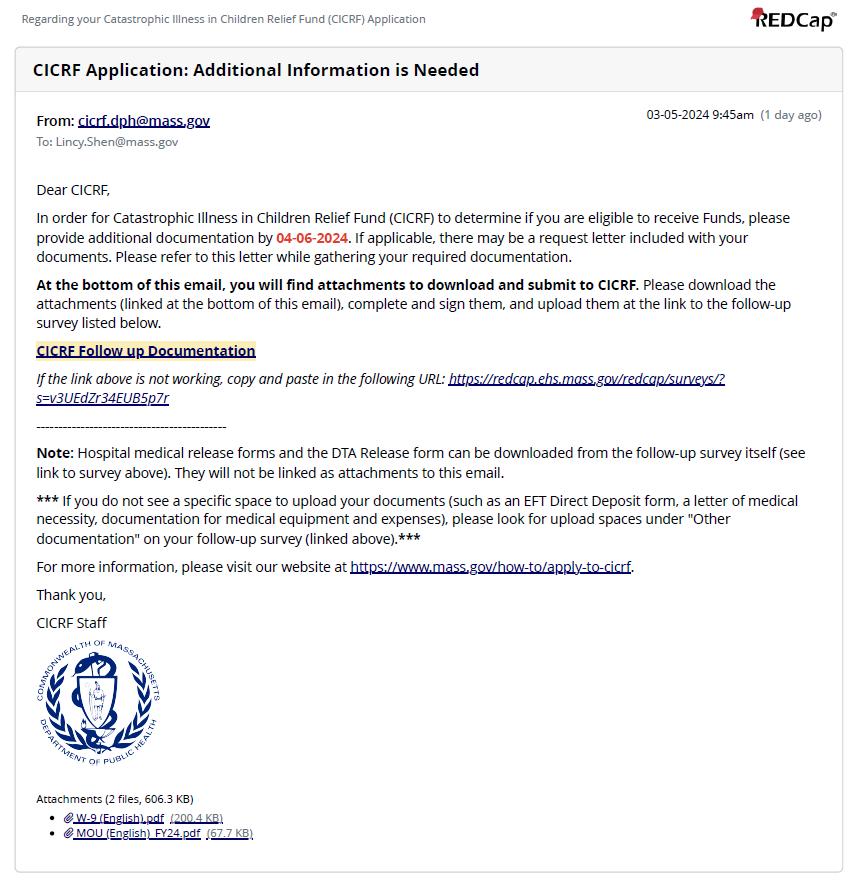 Regarding your Catastrophic Illness in Children Relief Fund (CICRF) Application
REDCap®
CICRF Application: Additional Information is Needed
From: cicrf.dph@mass.gov
03-05-2024 9:45am (1 day ago)
To: Lincy.Shen@mass.gov
Dear CICRF,
In order for Catastrophic Illness in Children Relief Fund (CICRF) to determine if you are eligible to receive Funds, please
provide additional documentation by 04-06-2024. If applicable, there may be a request letter included with your
documents. Please refer to this letter while gathering your required documentation.
At the bottom of this email, you will find attachments to download and submit to CICRF. Please download the
attachments (linked at the bottom of this email), complete and sign them, and upload them at the link to the follow-up
survey listed below.
CICRF Follow up Documentation
If the link above is not working, copy and paste in the following URL: https://redcap.ehs.mass.gov/redcap/surveys/?
s=v3UEdZr34EUB5p7r
-------------------------------------------
Note: Hospital medical release forms and the DTA Release form can be downloaded from the follow-up survey itself (see
link to survey above). They will not be linked as attachments to this email.
*** If you do not see a specific space to upload your documents (such as an EFT Direct Deposit form, a letter of medical
necessity, documentation for medical equipment and expenses), please look for upload spaces under "Other
documentation" on your follow-up survey (linked above).***
For more information, please visit our website at https://www.mass.gov/how-to/apply-to-cicrf.
Thank you,
CICRF Staff
COMMONWEALTH OF MASSACHUSETTS
DEPARTMENT OF PUBLIC HEALTH
Attachments (2 files, 606.3 KB)
W-9 (English).pdf (200.4 KB)
MOU (English)_FY24.pdf (67.7 KB)